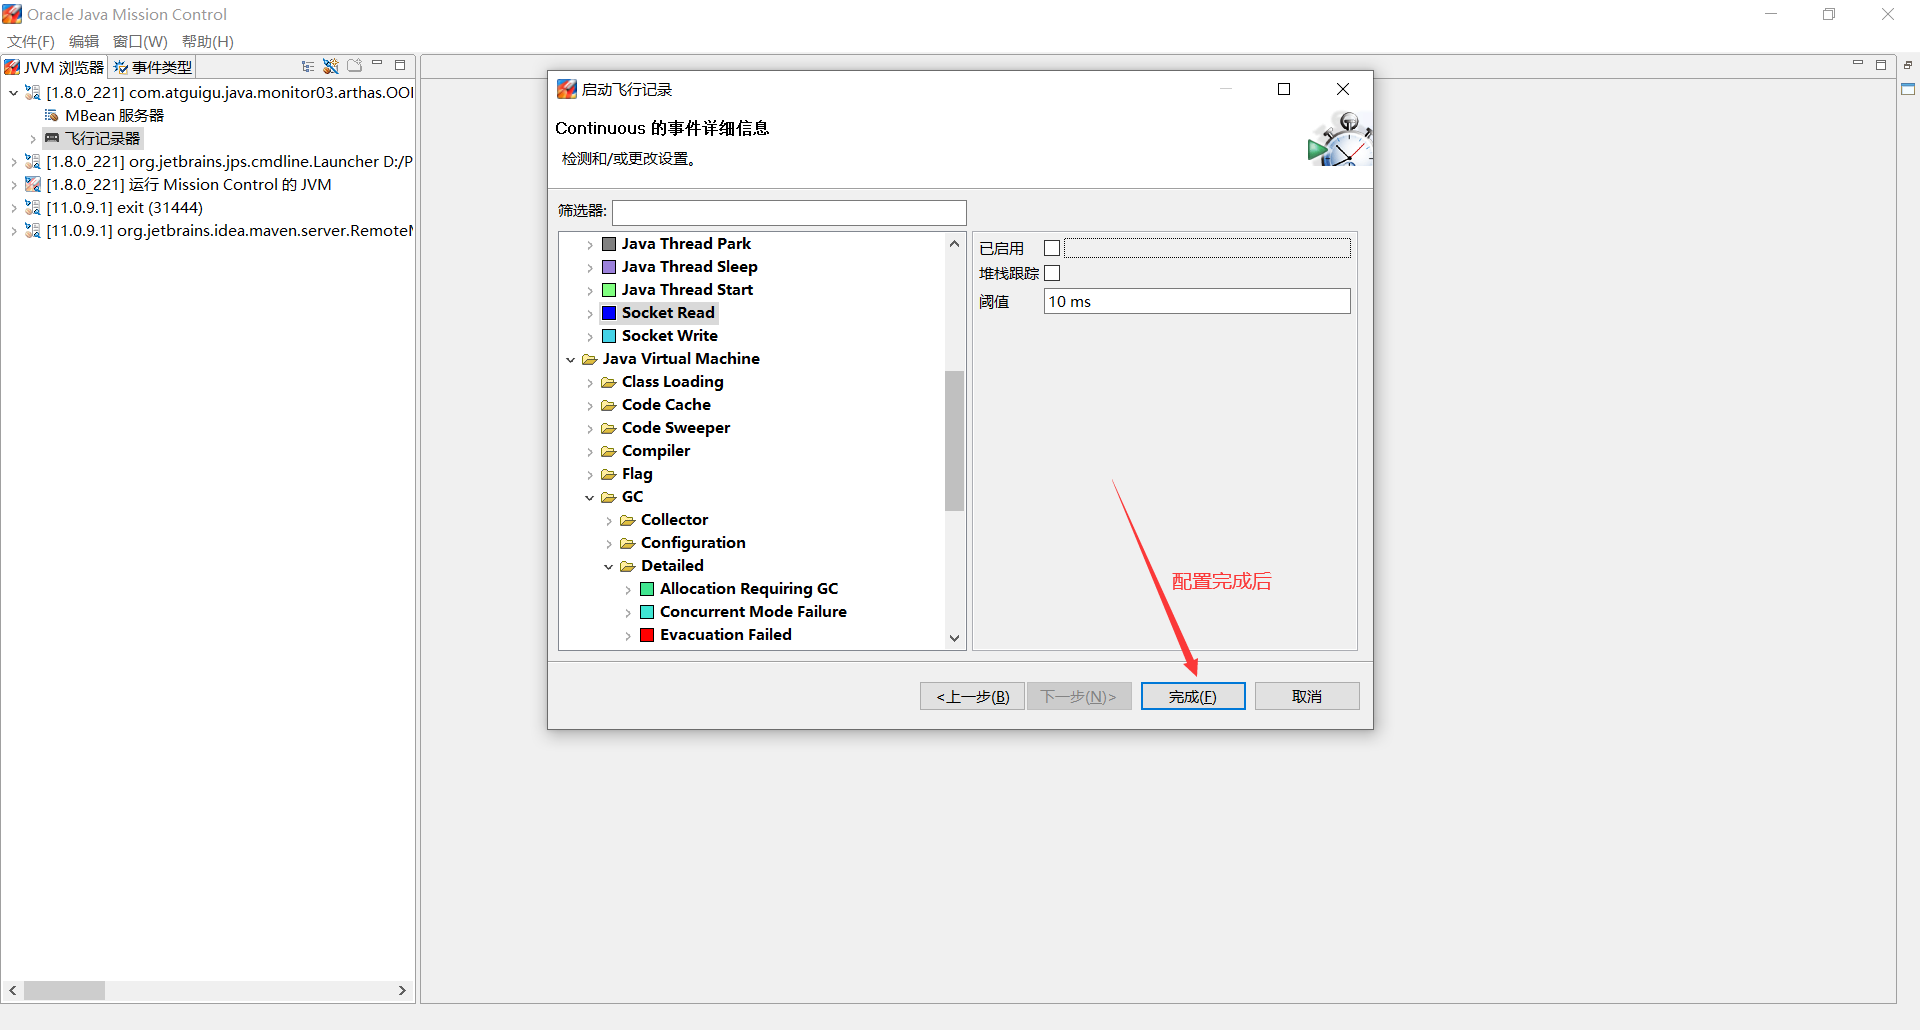 Oracle Java Mission Control
文件(F) 编辑 窗口(W) 帮助(H)
JVM 浏览器 事件类型
[1.8.0_221] com.atguigu.java.monitor03.arthas.OOI
MBean 服务器
飞行记录器
[1.8.0_221] org.jetbrains.jps.cmdline.Launcher D:/P
[1.8.0_221] 运行 Mission Control 的 JVM
[11.0.9.1] exit (31444)
[11.0.9.1] org.jetbrains.idea.maven.server.RemoteM
启动飞行记录
Continuous 的事件详细信息
检测和/或更改设置。
筛选器:
Java Thread Park
Java Thread Sleep
Java Thread Start
Socket Read
Socket Write
Java Virtual Machine
Class Loading
Code Cache
Code Sweeper
Compiler
Flag
GC
Collector
Configuration
Detailed
Allocation Requiring GC
Concurrent Mode Failure
Evacuation Failed
已启用
堆栈跟踪
阈值 10 ms
配置完成后
<上一步(B) 下一步(N)> 完成(F) 取消